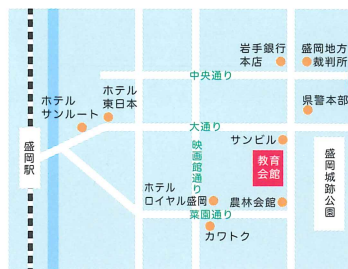 岩手銀行
本店
盛岡地方
裁判所
中央通り
ホテル
東日本
ホテル
サンルート
県警本部
大通り
サンビル
盛岡駅
映画館通り
教育
会館
盛岡城跡公園
ホテル
ロイヤル盛岡
農林会館
菜園通り
カワトク